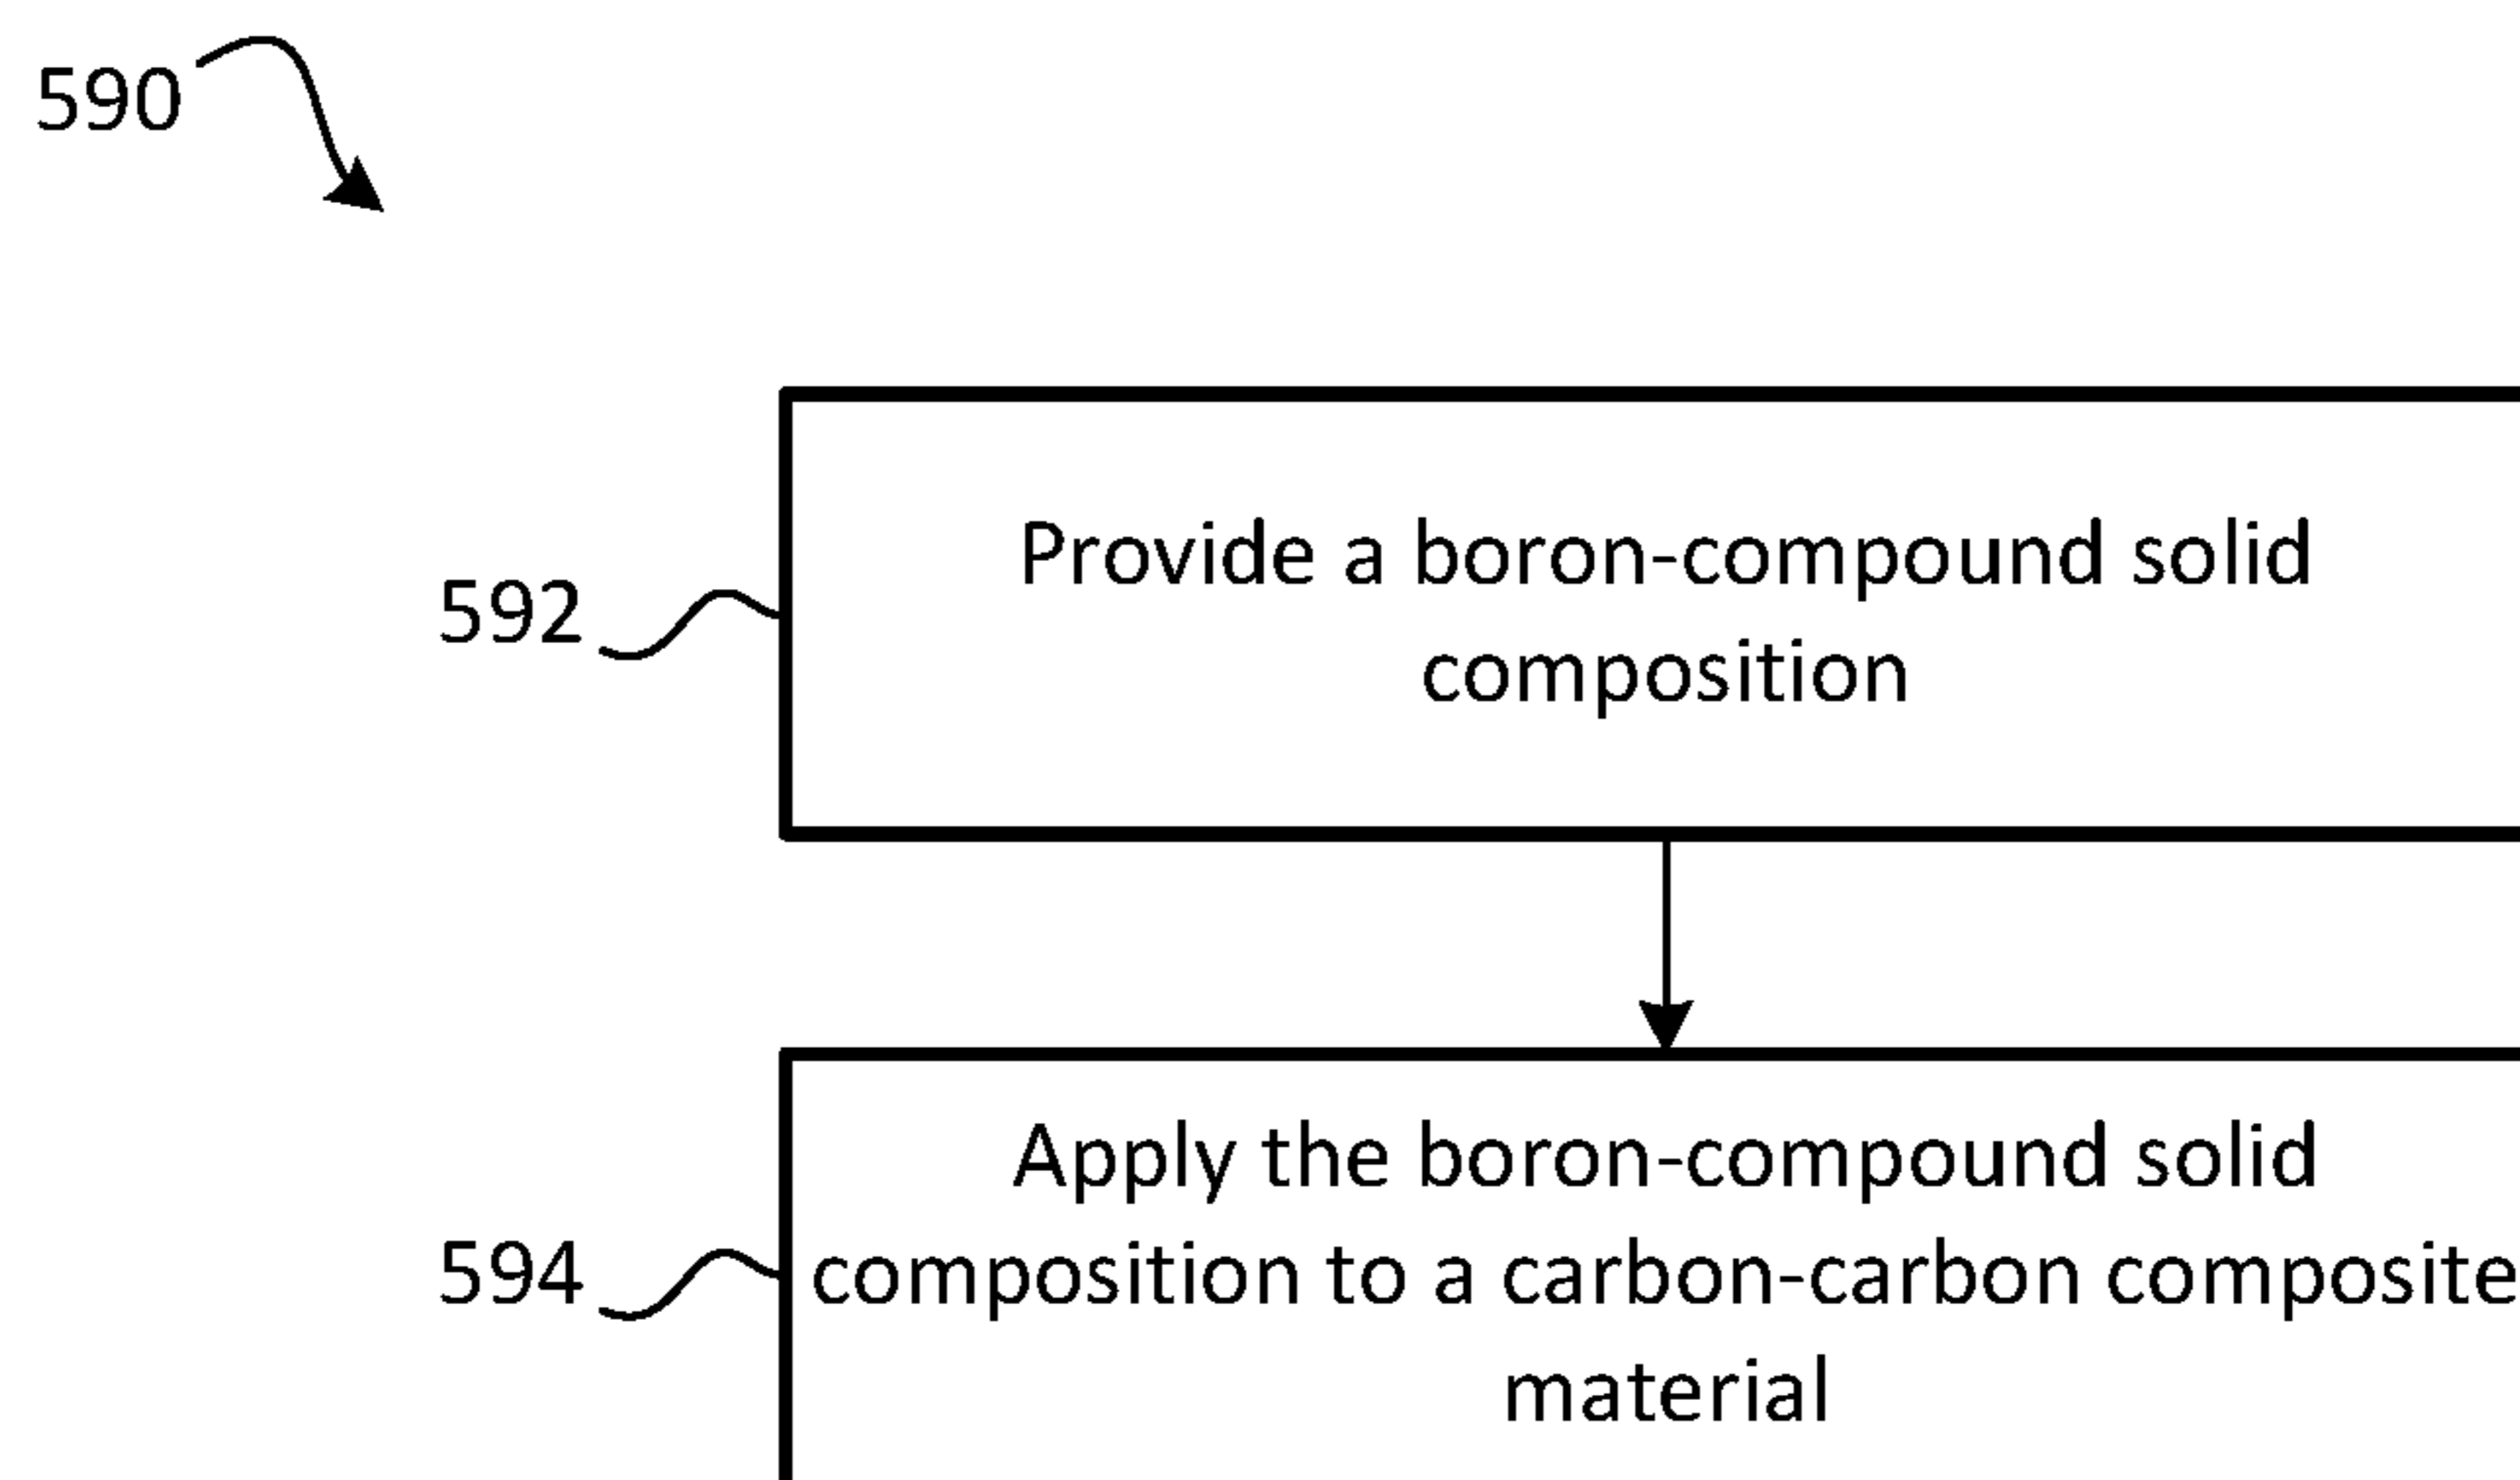 590
592
Provide a boron-compound solid
composition
594
Apply the boron-compound solid
composition to a carbon-carbon composite
material